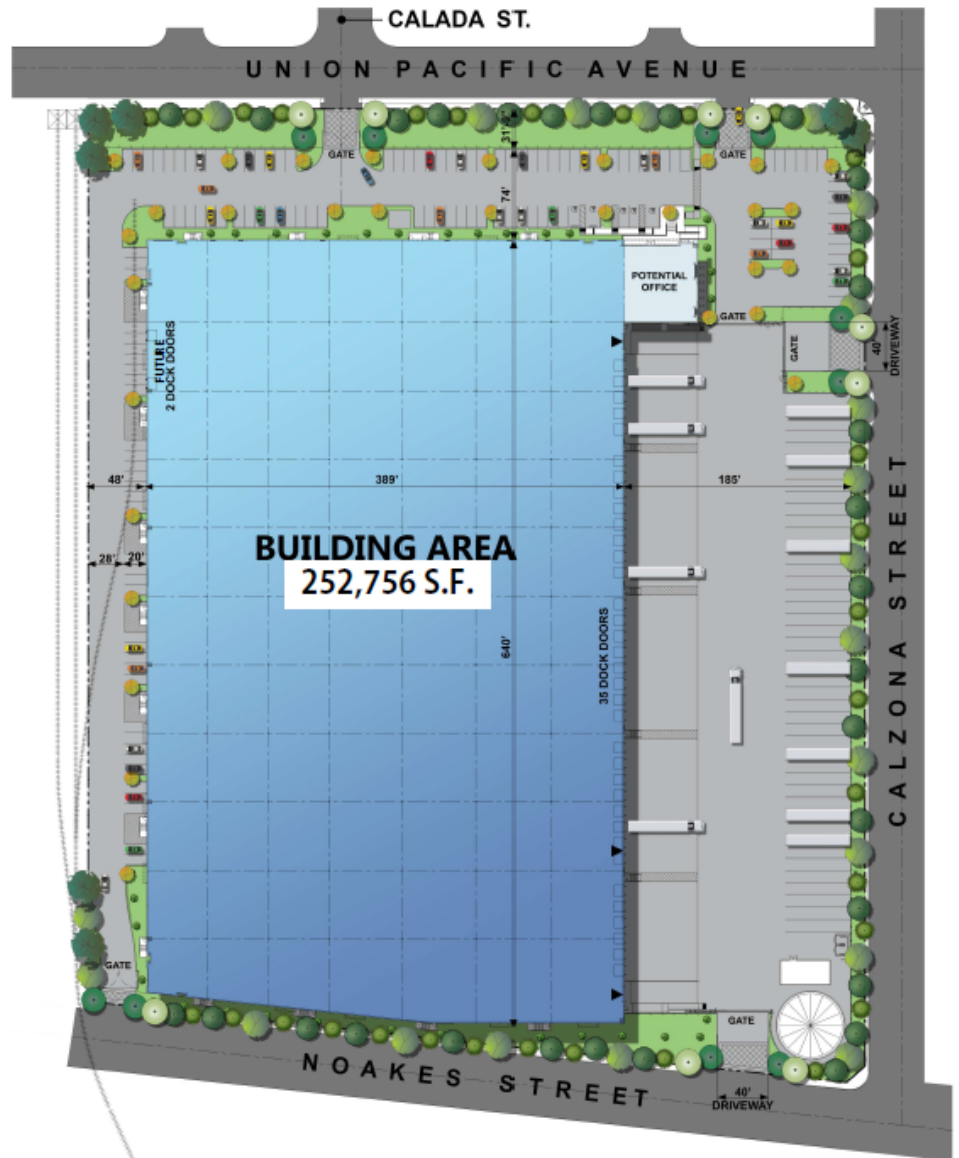 CALADA ST.
UNION PACIFIC AVENUE
31'
GATE
GATE
74'
POTENTIAL
OFFICE
GATE
GATE
40'
DRIVEWAY
FUTURE
2 DOCK DOORS
48'
389'
185'
28'
20'
BUILDING AREA
252,756 S.F.
640'
35 DOCK DOORS
CALZONA STREET
GATE
GATE
NOAKES STREET
40'
DRIVEWAY